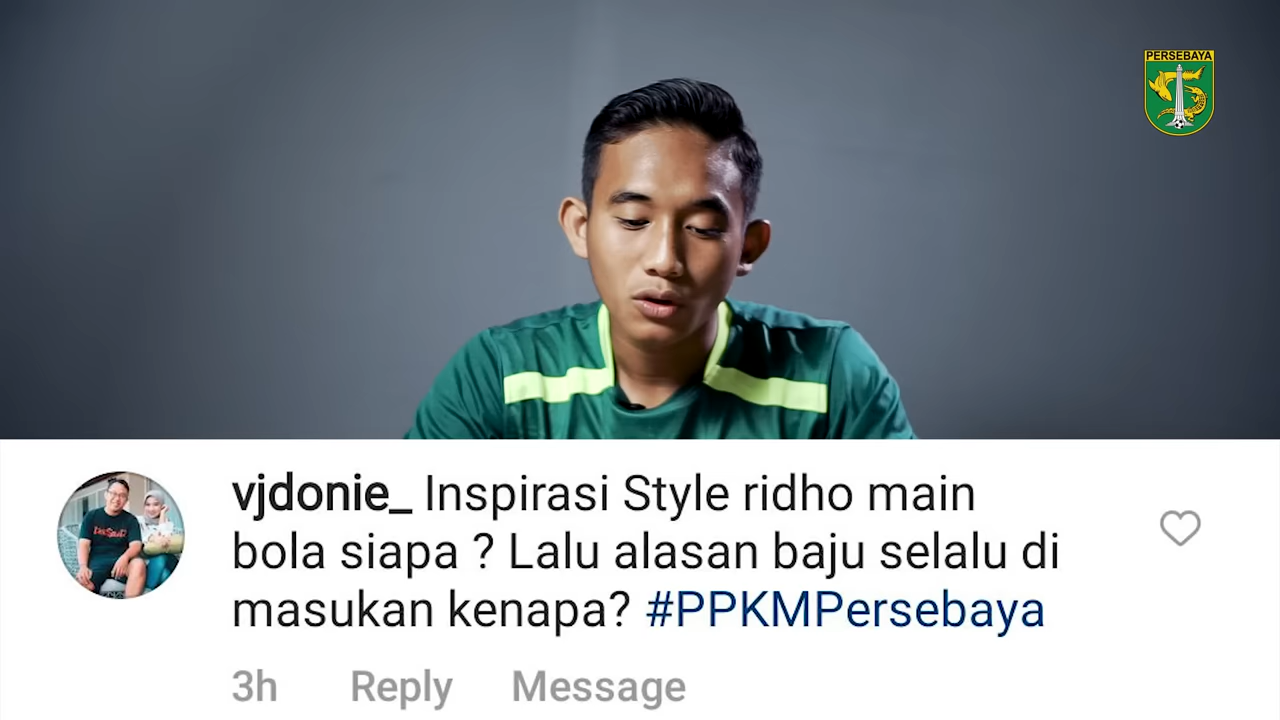 PERSEBAYA
vjdonie_ Inspirasi Style ridho main
bola siapa ? Lalu alasan baju selalu di
masukan kenapa? #PPKMPersebaya
3h Reply Message